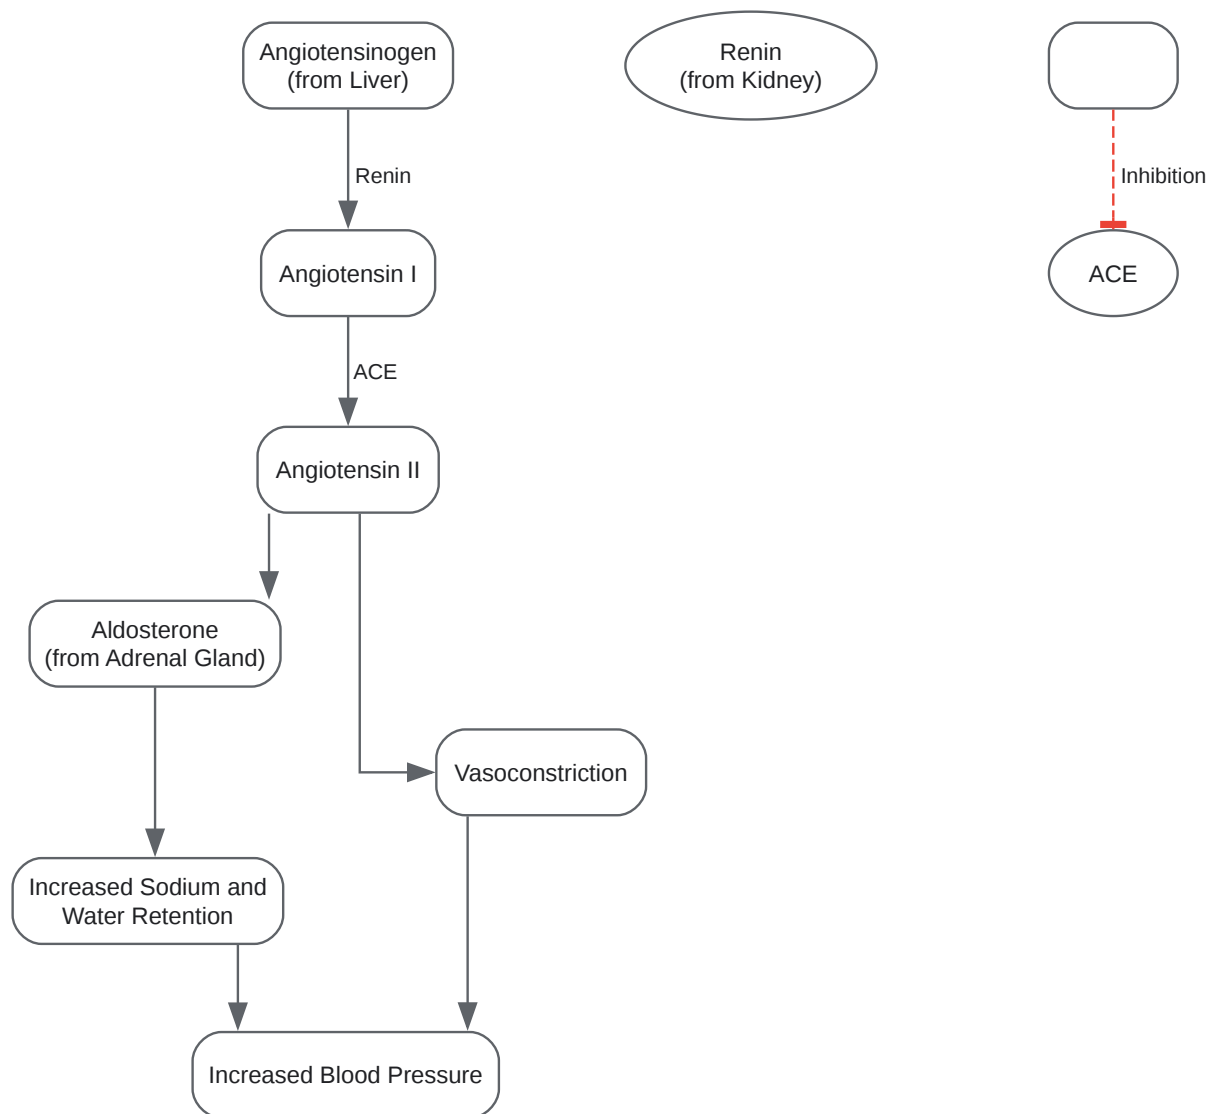 Angiotensinogen
(from Liver)
Renin
(from Kidney)
Renin
Inhibition
Angiotensin I
ACE
ACE
Angiotensin II
Aldosterone
(from Adrenal Gland)
Vasoconstriction
Increased Sodium and
Water Retention
Increased Blood Pressure